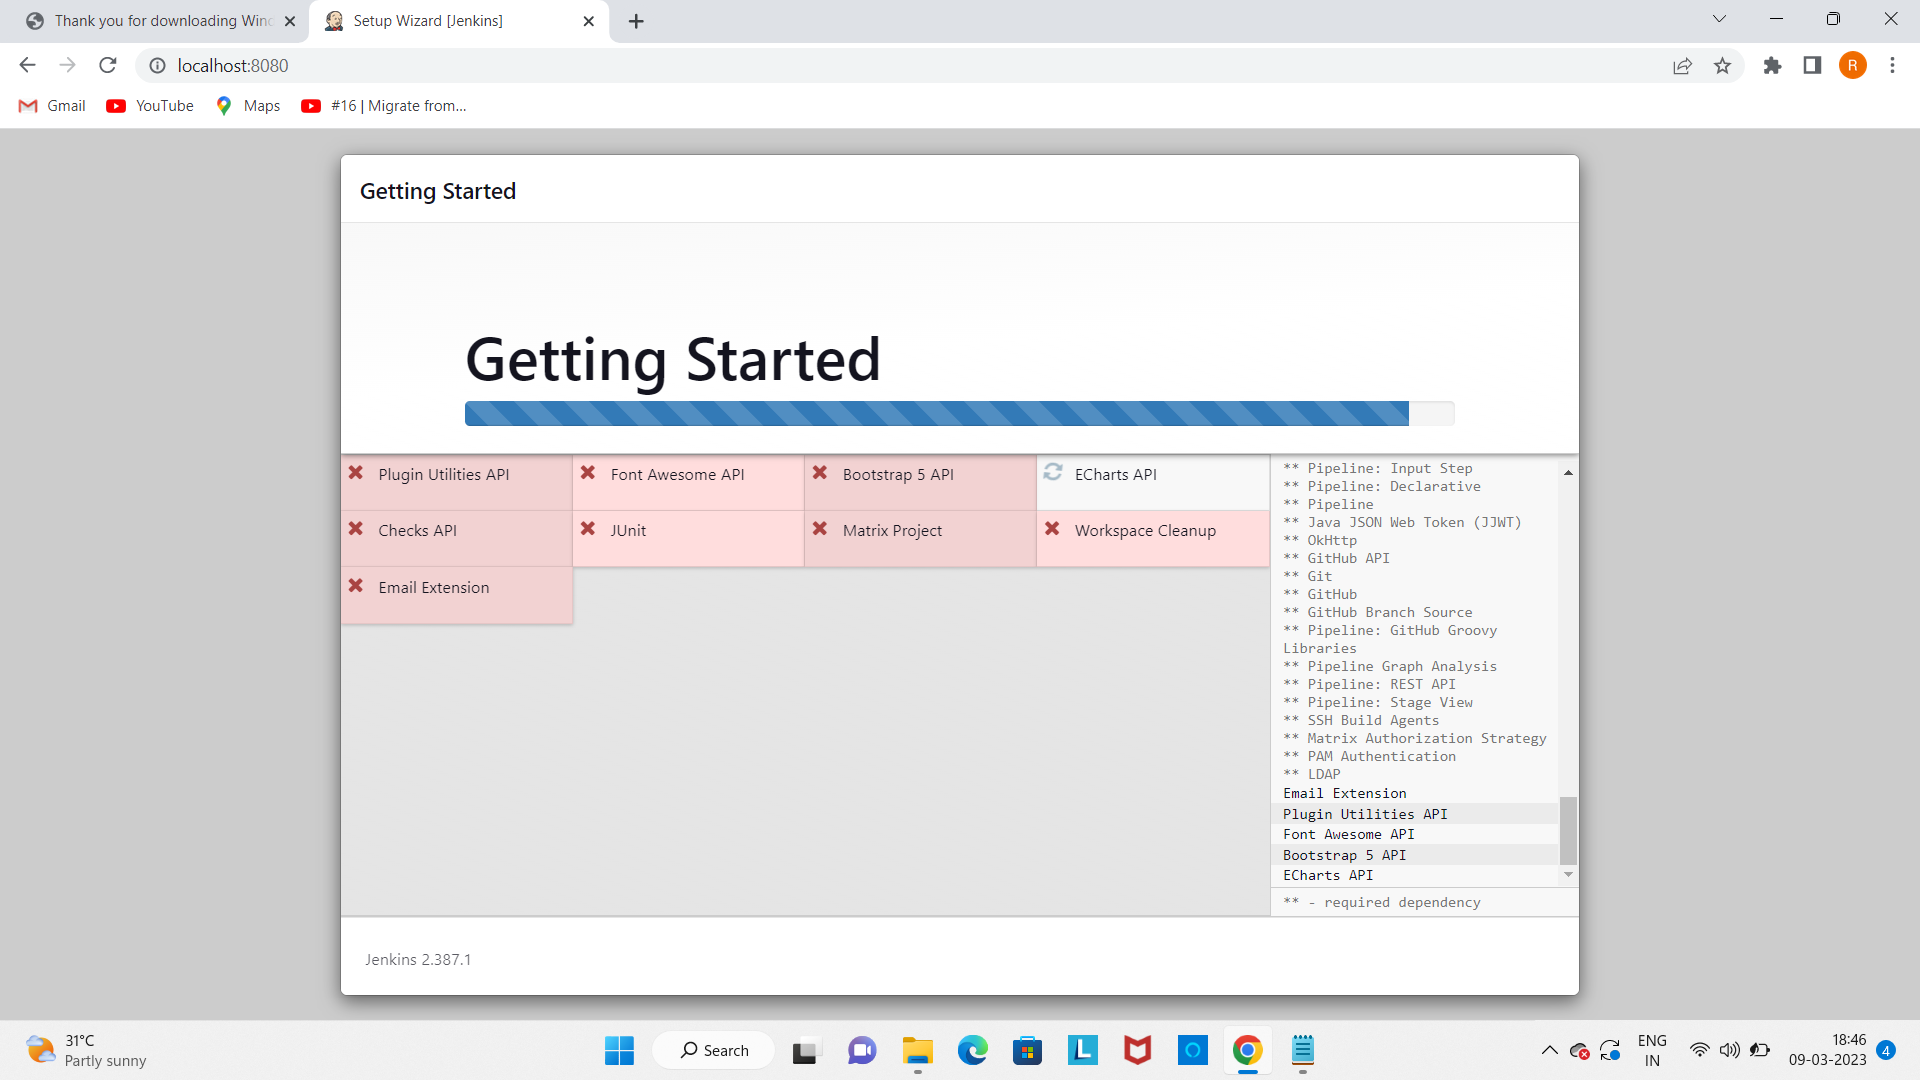 Thank you for downloading Winc
Setup Wizard [Jenkins]
localhost:8080
R
Gmail
YouTube
Maps
#16 | Migrate from...
Getting Started
Getting Started
Plugin Utilities API
Font Awesome API
Bootstrap 5 API
ECharts API
Checks API
JUnit
Matrix Project
Workspace Cleanup
Email Extension
** Pipeline: Input Step
** Pipeline: Declarative
** Pipeline
** Java JSON Web Token (JJWT)
** OkHttp
** GitHub API
** Git
** GitHub
** GitHub Branch Source
** Pipeline: GitHub Groovy
Libraries
** Pipeline Graph Analysis
** Pipeline: REST API
** Pipeline: Stage View
** SSH Build Agents
** Matrix Authorization Strategy
** PAM Authentication
** LDAP
Email Extension
Plugin Utilities API
Font Awesome API
Bootstrap 5 API
ECharts API
** - required dependency
Jenkins 2.387.1
31°C
Partly sunny
Search
L
ENG
IN
18:46
09-03-2023
4